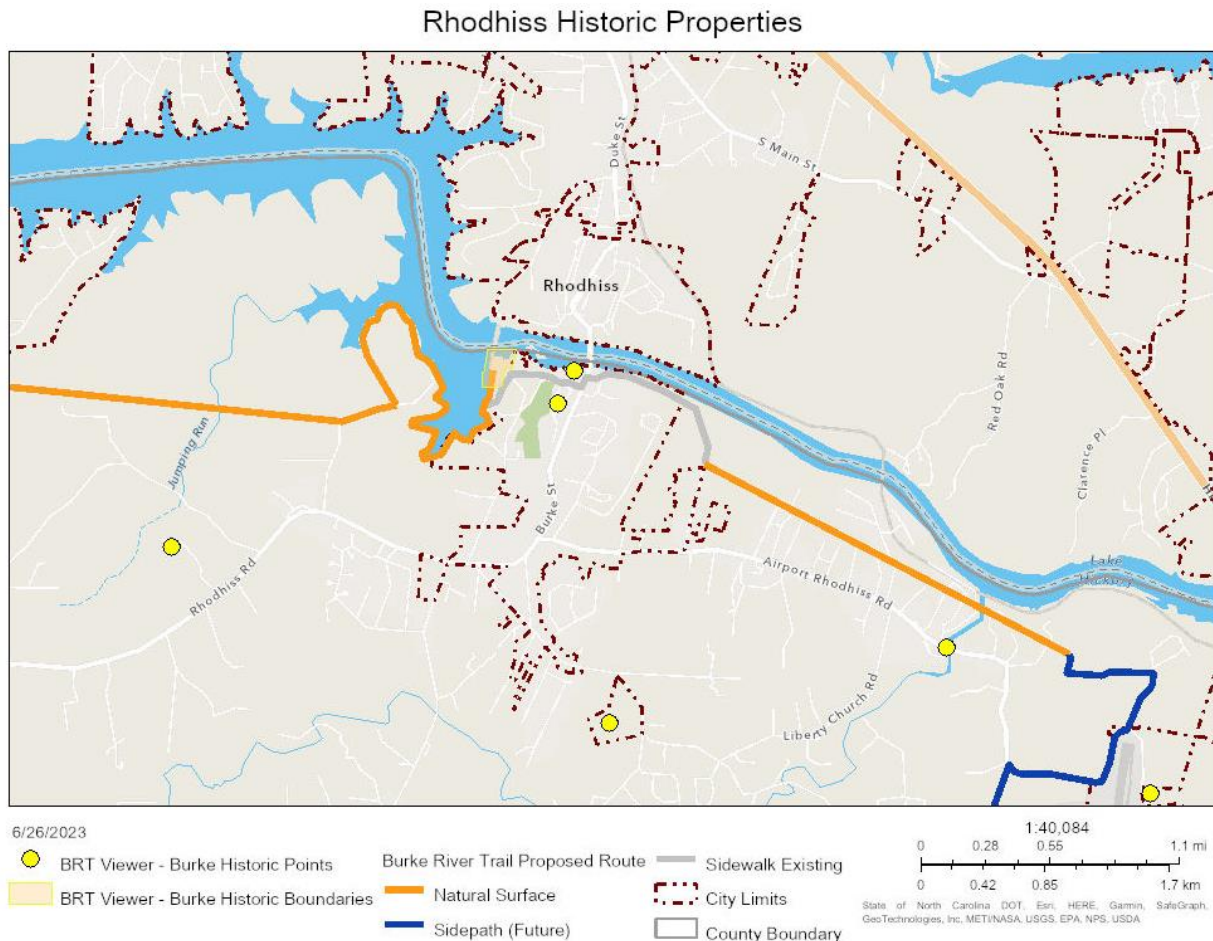 Rhodhiss Historic Properties
Duke St
S Main St
Rhodhiss
Red Oak Rd
Clarence Pl
Jumping Run
Burke St
Lake
Hickory
Airport Rhodhiss Rd
Rhodhiss Rd
Liberty Church Rd
6/26/2023
BRT Viewer - Burke Historic Points
BRT Viewer - Burke Historic Boundaries
Burke River Trail Proposed Route
Natural Surface
Sidepath (Future)
Sidewalk Existing
City Limits
County Boundary
1:40,084
0 0.28 0.55 1.1 mi
0 0.42 0.85 1.7 km
State of North Carolina DOT, Esri, HERE, Garmin, SafeGraph,
GeoTechnologies, Inc, METI/NASA, USGS, EPA, NPS, USDA